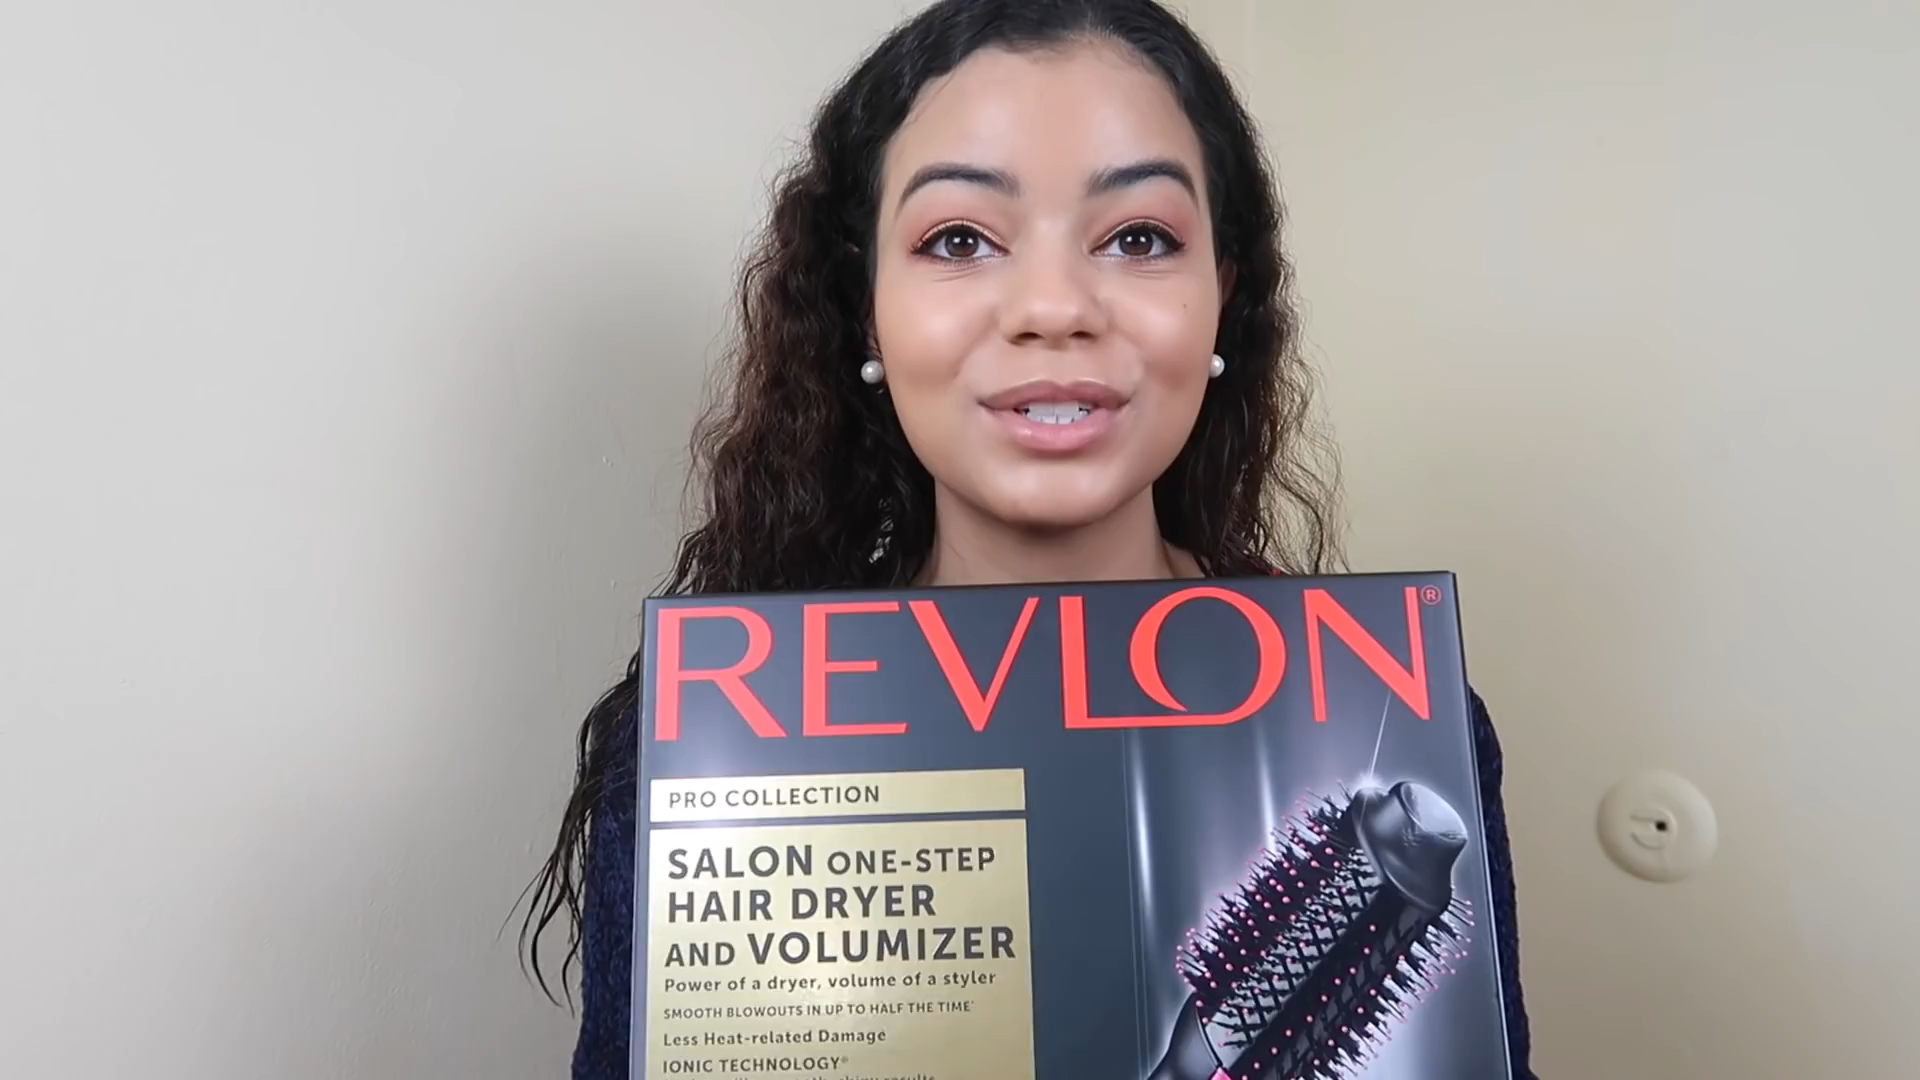 REVLON®
PRO COLLECTION
SALON ONE-STEP
HAIR DRYER
AND VOLUMIZER
Power of a dryer, volume of a styler
SMOOTH BLOWOUTS IN UP TO HALF THE TIME*
Less Heat-related Damage
IONIC TECHNOLOGY®